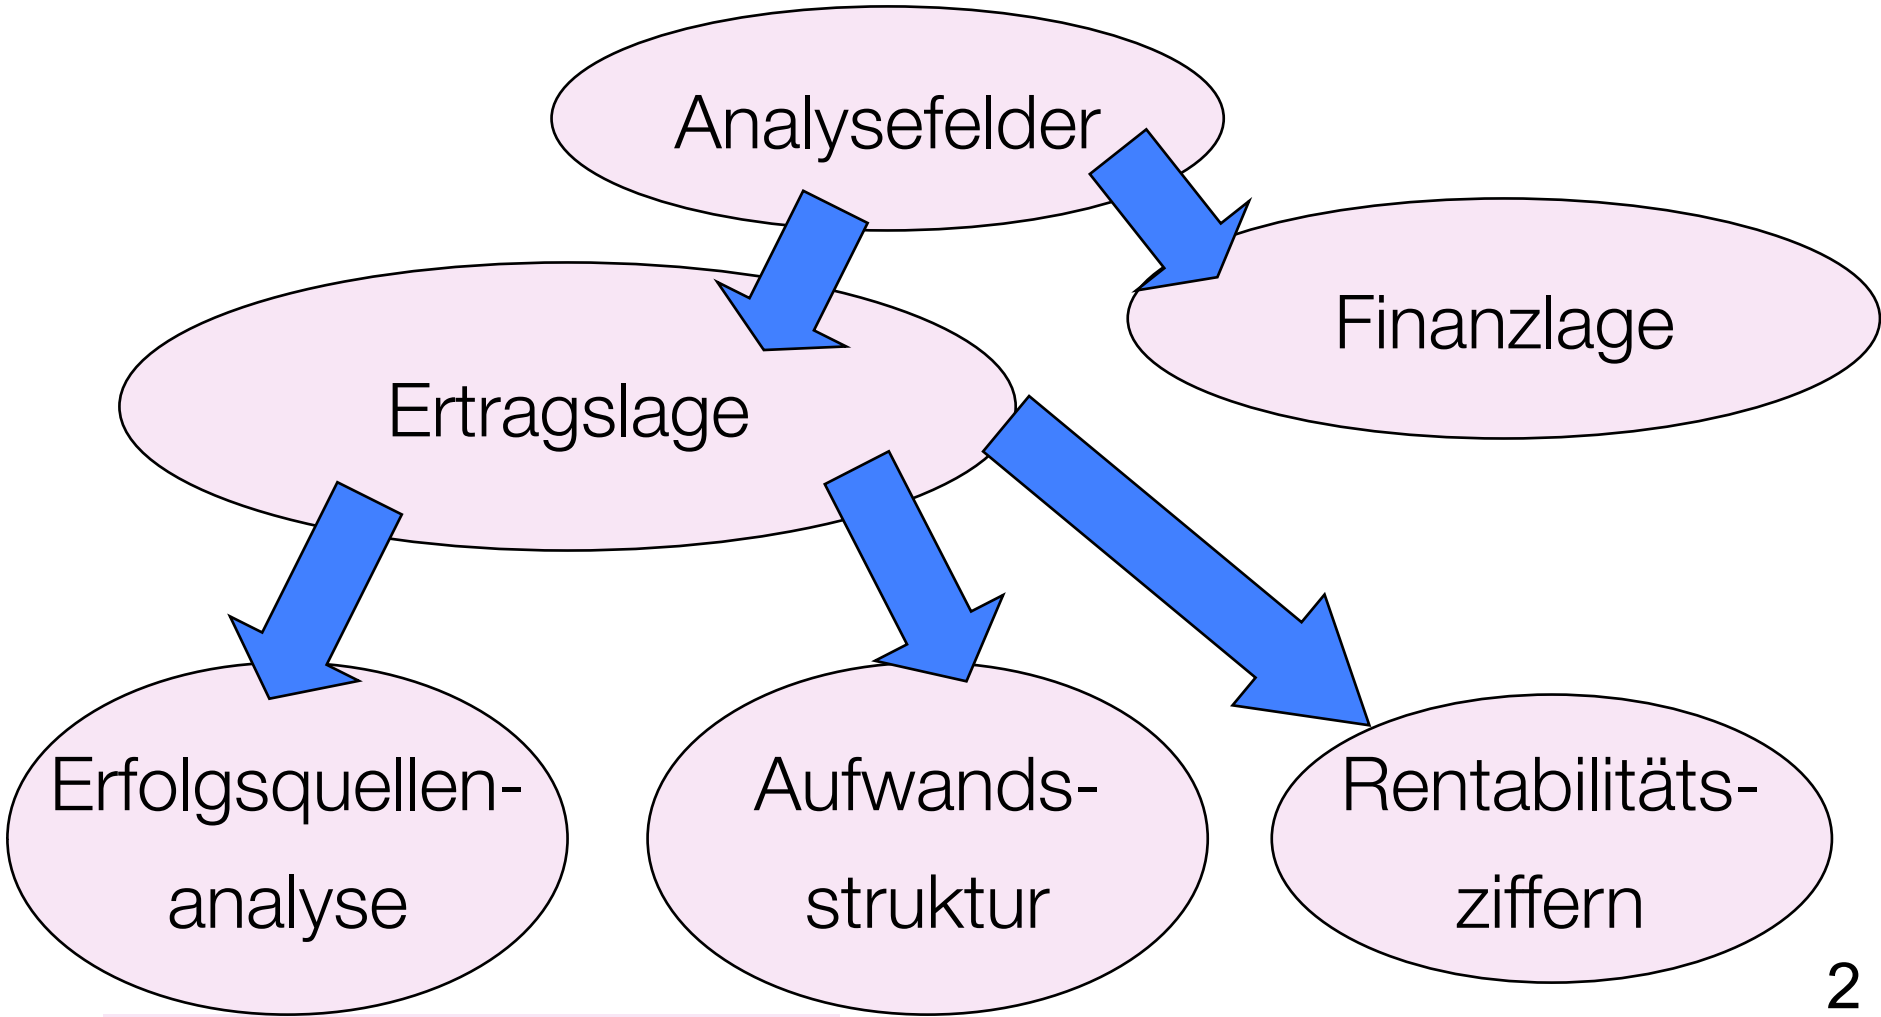 Analysefelder
Finanzlage
Ertragslage
Erfolgsquellen-
analyse
Aufwands-
struktur
Rentabilitäts-
ziffern
2